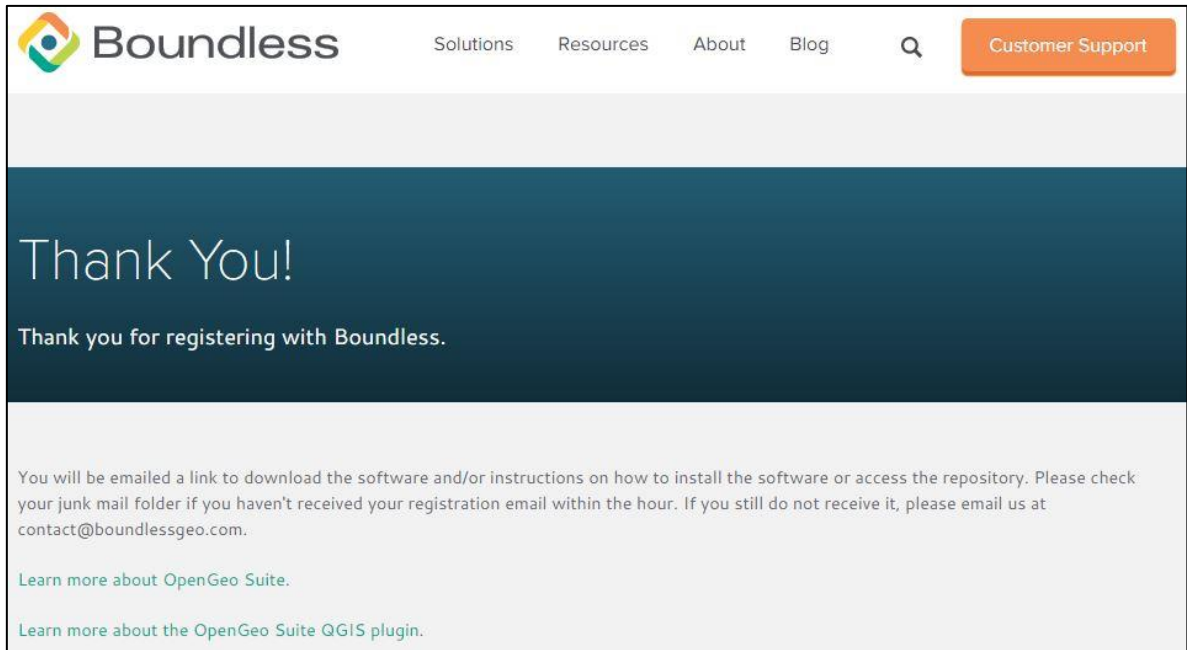 Boundless Solutions Resources About Blog Customer Support
Thank You!
Thank you for registering with Boundless.
You will be emailed a link to download the software and/or instructions on how to install the software or access the repository. Please check
your junk mail folder if you haven't received your registration email within the hour. If you still do not receive it, please email us at
contact@boundlessgeo.com.
Learn more about OpenGeo Suite.
Learn more about the OpenGeo Suite QGIS plugin.